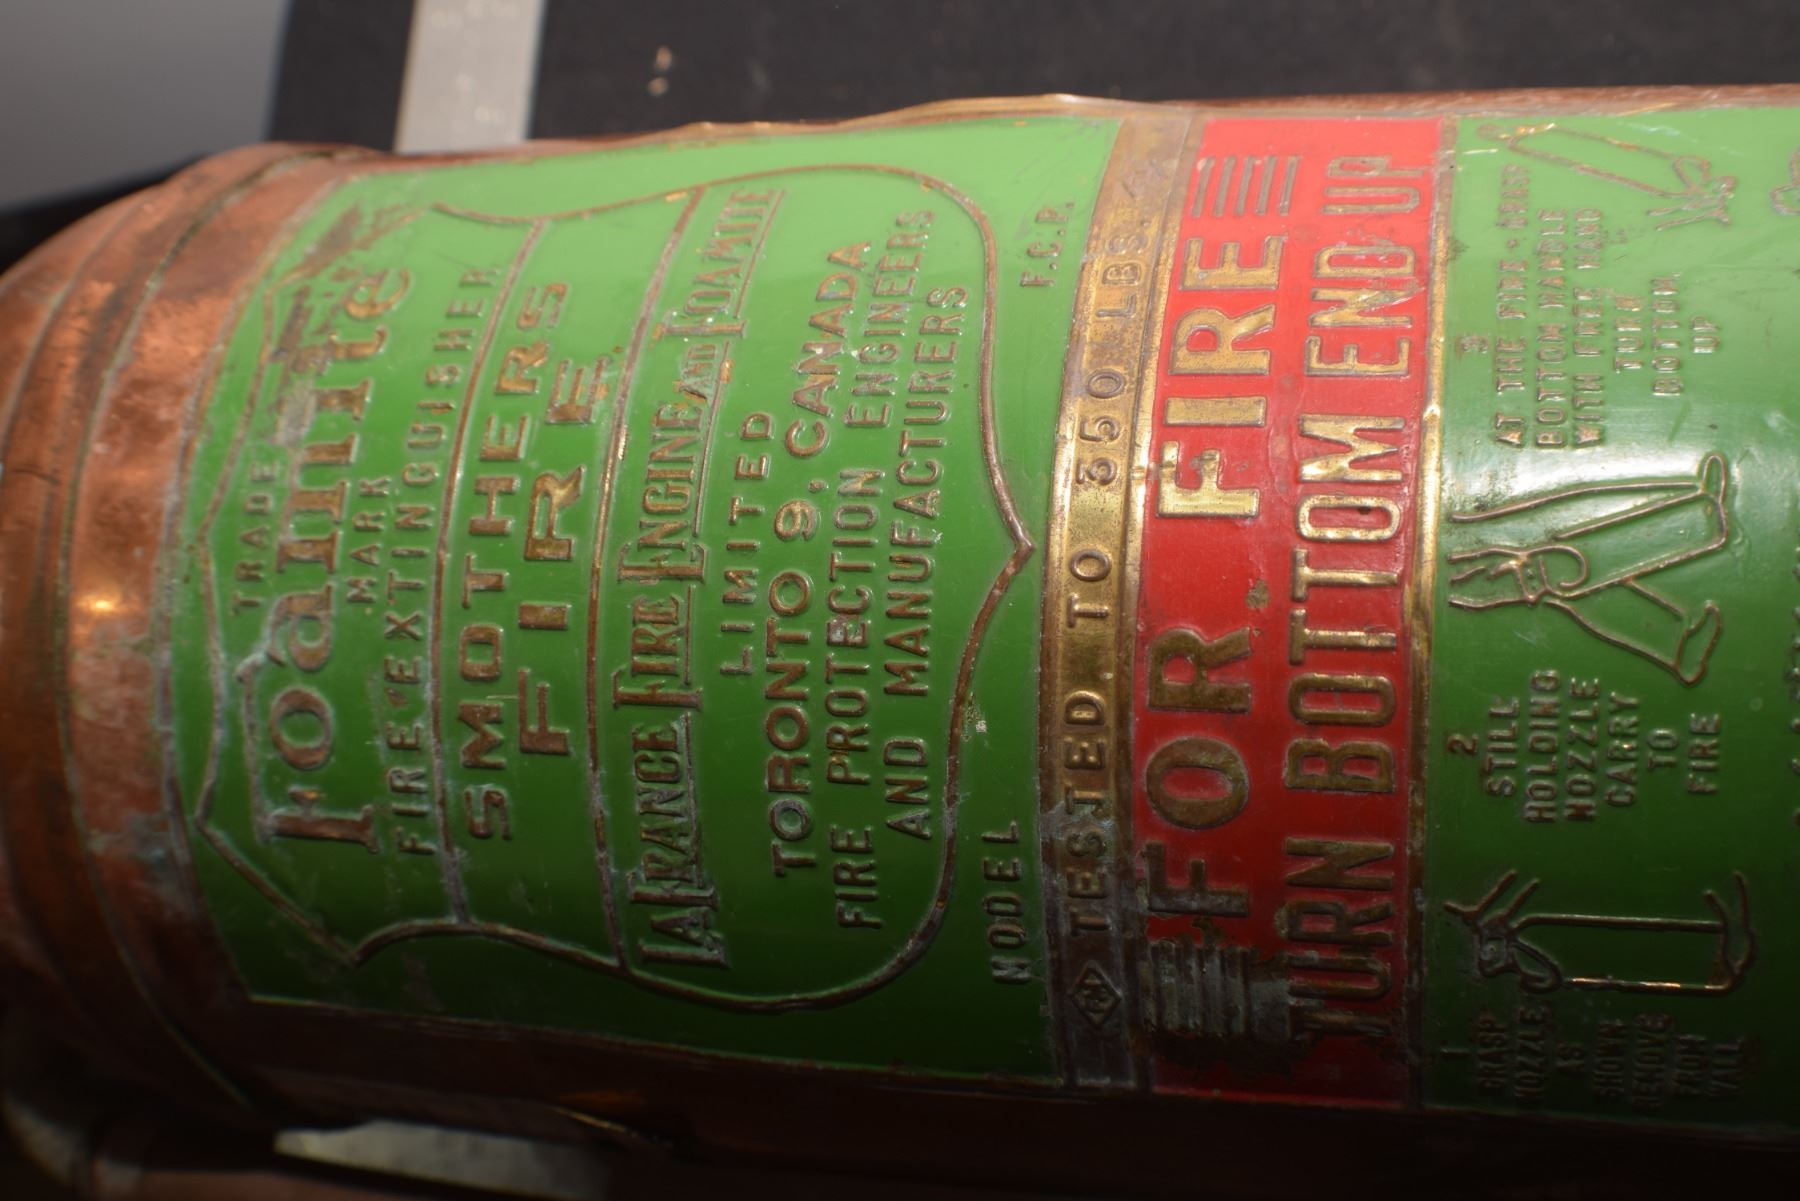 TRADE
Foamite
MARK
FIRE EXTINGUISHER
SMOTHERS
FIRE
LAFRANCE FIRE ENGINE AND FOAMITE
LIMITED
TORONTO 9, CANADA
FIRE PROTECTION ENGINEERS
AND MANUFACTURERS
MODEL F.C.P.
TESTED TO 350 LBS.
FOR FIRE
TURN BOTTOM END UP
1
GRASP
NOZZLE
AS
SHOWN
REMOVE
FROM
WALL
2
STILL
HOLDING
NOZZLE
CARRY
TO
FIRE
3
AT THE FIRE · GRASP
BOTTOM HANDLE
WITH FREE HAND
TURN
BOTTOM
UP